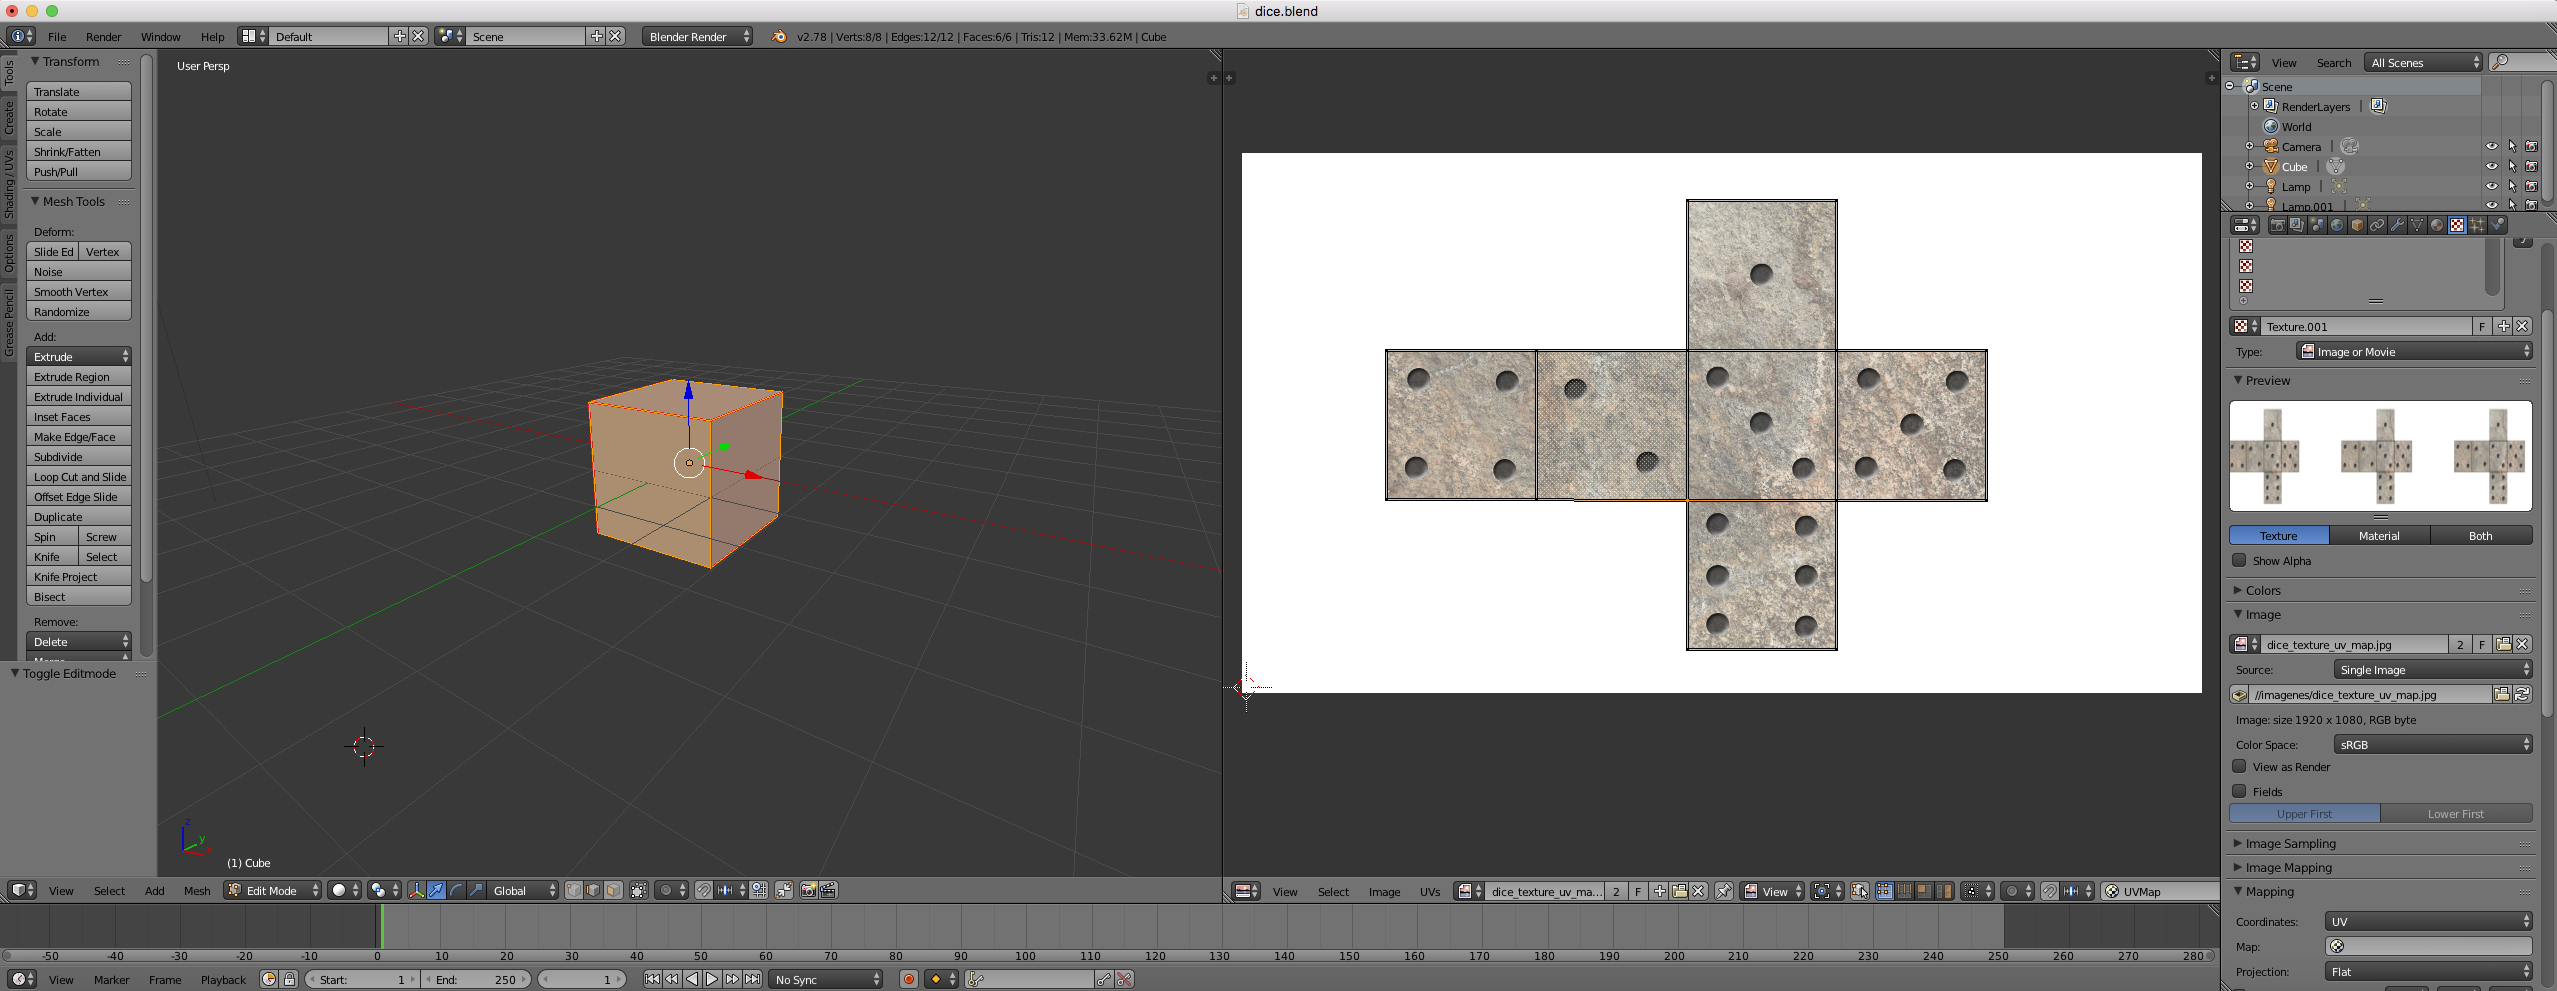 dice.blend
File Render Window Help Default Scene Blender Render v2.78 | Verts:8/8 | Edges:12/12 | Faces:6/6 | Tris:12 | Mem:33.62M | Cube
Tools
Create
Shading / UVs
Options
Grease Pencil
Transform
Translate
Rotate
Scale
Shrink/Fatten
Push/Pull
Mesh Tools
Deform:
Slide Ed Vertex
Noise
Smooth Vertex
Randomize
Add:
Extrude
Extrude Region
Extrude Individual
Inset Faces
Make Edge/Face
Subdivide
Loop Cut and Slide
Offset Edge Slide
Duplicate
Spin Screw
Knife Select
Knife Project
Bisect
Remove:
Delete
Toggle Editmode
User Persp
z
y
(1) Cube
View Select Add Mesh Edit Mode Global
View Select Image UVs dice_texture_uv_ma... 2 F View UVMap
View Search All Scenes
Scene
RenderLayers
World
Camera
Cube
Lamp
Lamp.001
Texture.001 F
Type: Image or Movie
Preview
Texture Material Both
Show Alpha
Colors
Image
dice_texture_uv_map.jpg 2 F
Source: Single Image
//imagenes/dice_texture_uv_map.jpg
Image: size 1920 x 1080, RGB byte
Color Space: sRGB
View as Render
Fields
Upper First Lower First
Image Sampling
Image Mapping
Mapping
Coordinates: UV
Map:
Projection: Flat
-50 -40 -30 -20 -10 0 10 20 30 40 50 60 70 80 90 100 110 120 130 140 150 160 170 180 190 200 210 220 230 240 250 260 270 280
View Marker Frame Playback Start: 1 End: 250 1 No Sync